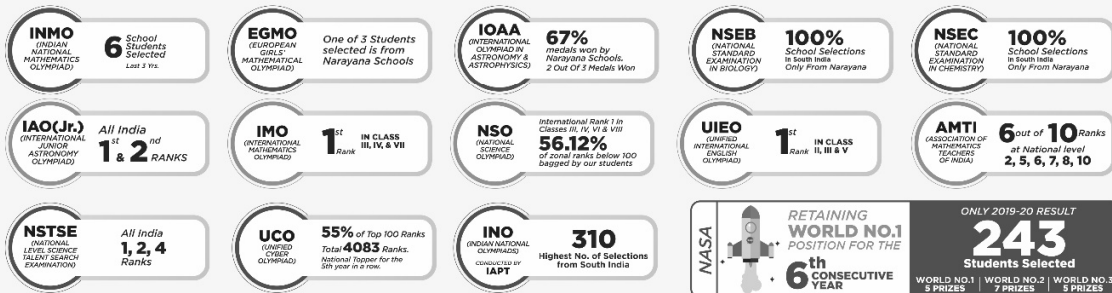 INMO
(INDIAN
NATIONAL
MATHEMATICS
OLYMPIAD)
6 School
Students
Selected
Last 3 Yrs.
EGMO
(EUROPEAN
GIRLS'
MATHEMATICAL
OLYMPIAD)
One of 3 Students
selected is from
Narayana Schools
IOAA
(INTERNATIONAL
OLYMPIAD IN
ASTRONOMY &
ASTROPHYSICS)
67%
medals won by
Narayana Schools.
2 Out Of 3 Medals Won
NSEB
(NATIONAL
STANDARD
EXAMINATION
IN BIOLOGY)
100%
School Selections
In South India
Only From Narayana
NSEC
(NATIONAL
STANDARD
EXAMINATION
IN CHEMISTRY)
100%
School Selections
In South India
Only From Narayana
IAO(Jr.)
(INTERNATIONAL
JUNIOR
ASTRONOMY
OLYMPIAD)
All India
1st & 2nd
RANKS
IMO
(INTERNATIONAL
MATHEMATICS
OLYMPIAD)
1st
Rank
IN CLASS
III, IV, & VII
NSO
(NATIONAL
SCIENCE
OLYMPIAD)
International Rank 1 in
Classes III, IV, VI & VIII
56.12%
of zonal ranks below 100
bagged by our students
UIEO
(UNIFIED
INTERNATIONAL
ENGLISH
OLYMPIAD)
1st
Rank
IN CLASS
II, III & V
AMTI
(ASSOCIATION OF
MATHEMATICS
TEACHERS
OF INDIA)
6 out of 10 Ranks
at National level
2, 5, 6, 7, 8, 10
NSTSE
(NATIONAL
LEVEL SCIENCE
TALENT SEARCH
EXAMINATION)
All India
1, 2, 4
Ranks
UCO
(UNIFIED
CYBER
OLYMPIAD)
55% of Top 100 Ranks
Total 4083 Ranks.
National Topper for the
5th year in a row.
INO
(INDIAN NATIONAL
OLYMPIADS)
CONDUCTED BY
IAPT
310
Highest No. of Selections
from South India
NASA
RETAINING
WORLD NO.1
POSITION FOR THE
6th CONSECUTIVE
YEAR
ONLY 2019-20 RESULT
243
Students Selected
WORLD NO.1
5 PRIZES
WORLD NO.2
7 PRIZES
WORLD NO.3
5 PRIZES